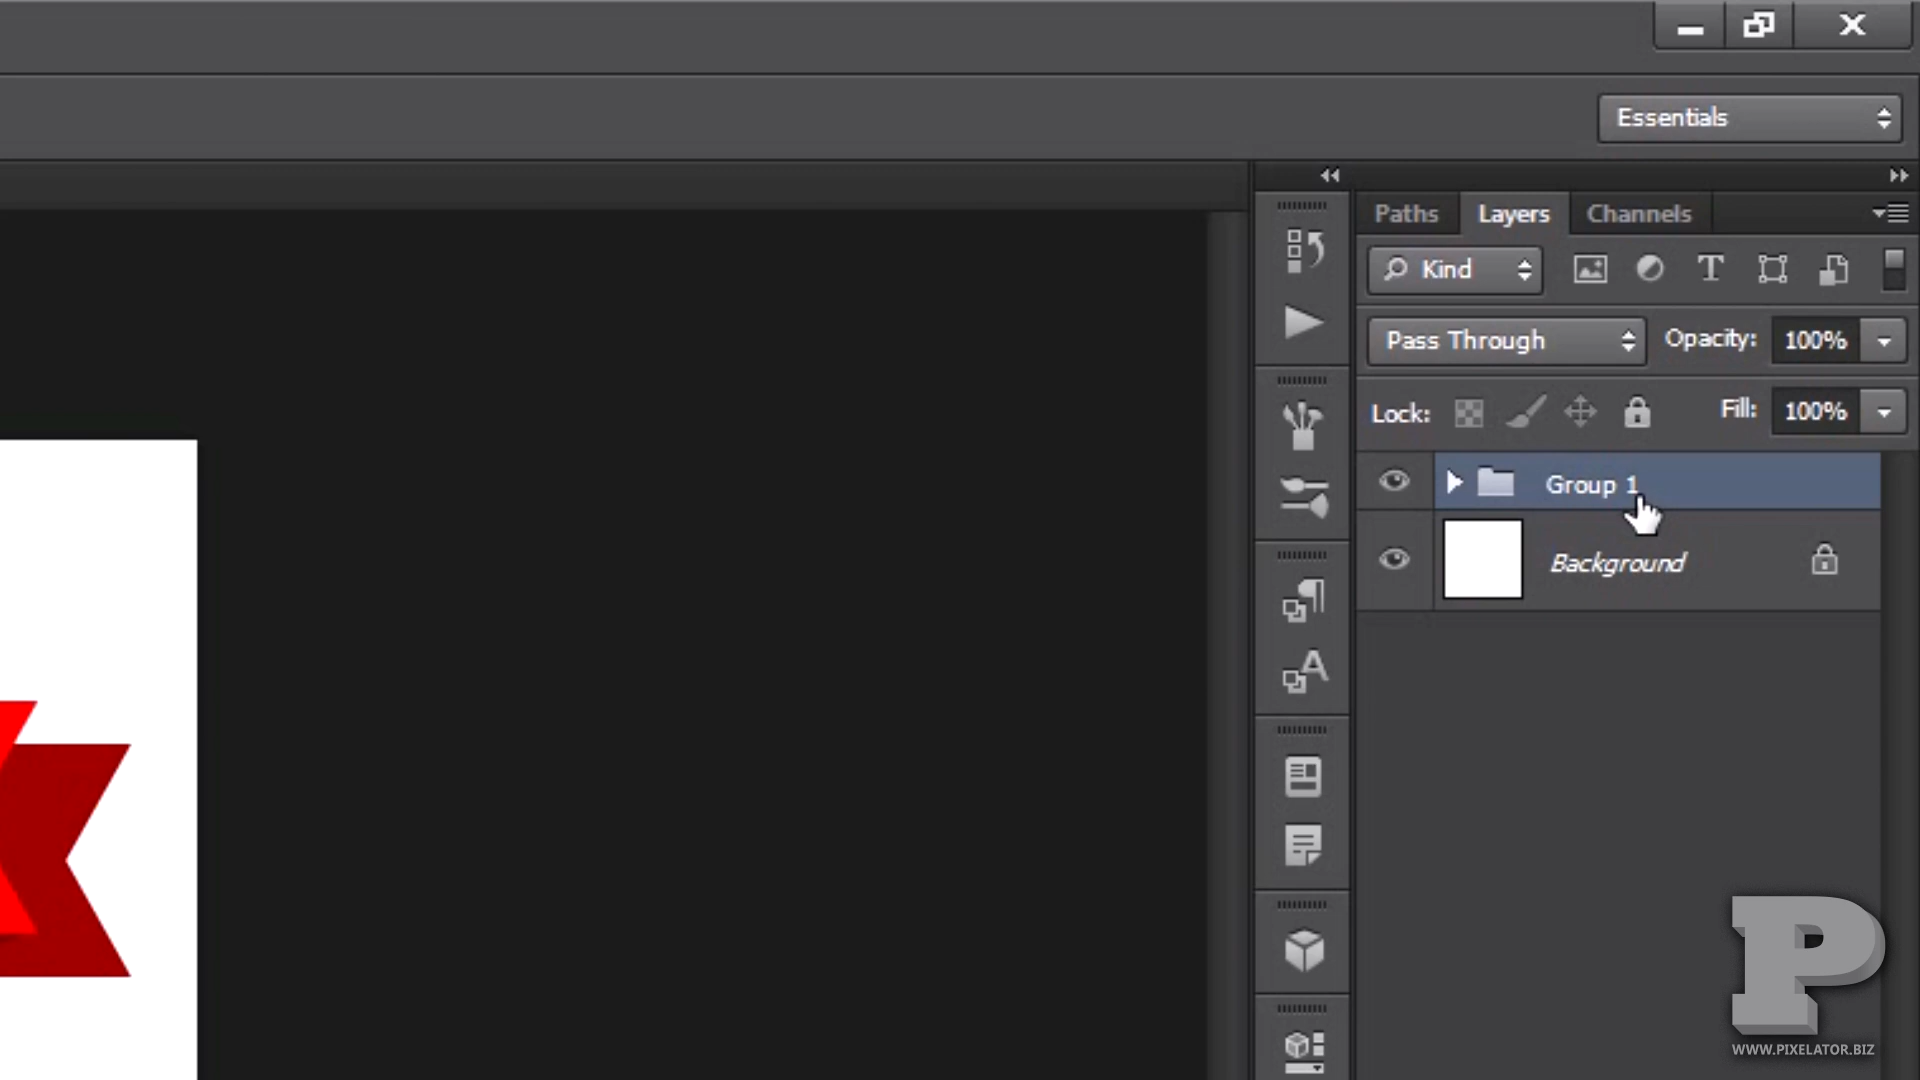 Essentials
Paths Layers Channels
Kind
Pass Through Opacity: 100%
Lock: Fill: 100%
Group 1
Background
P
WWW.PIXELATOR.BIZ